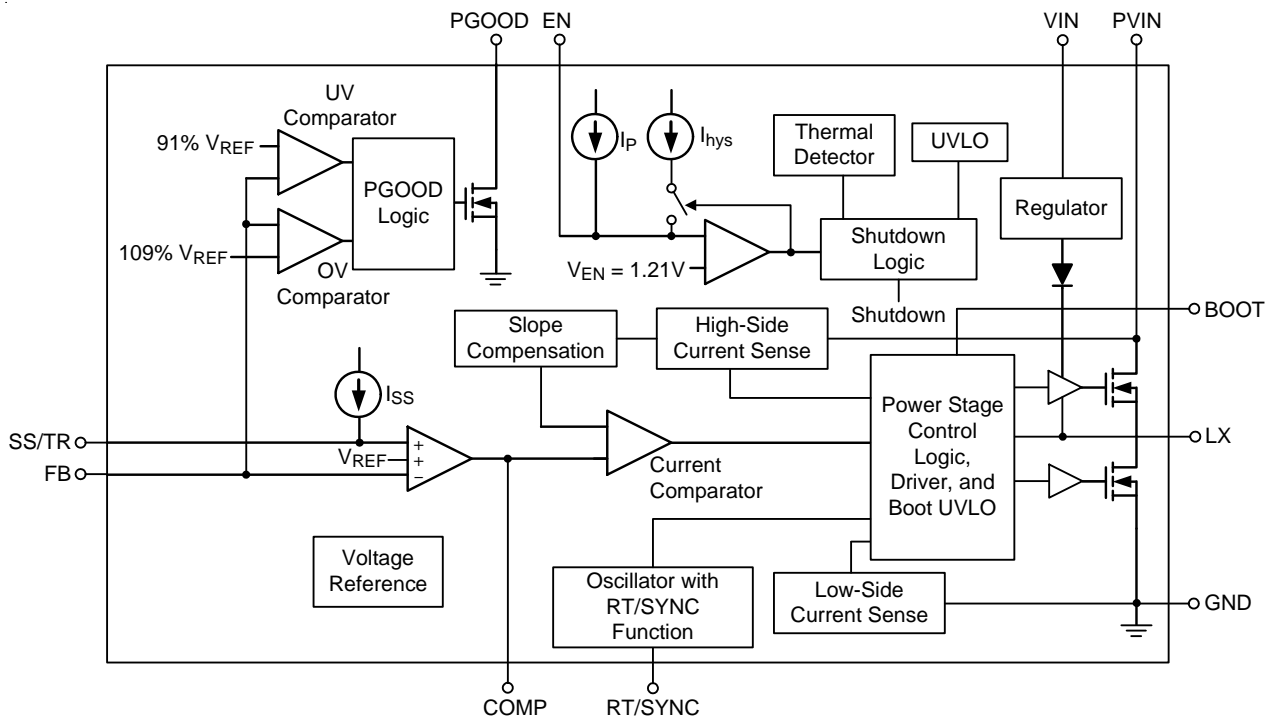 PGOOD EN VIN PVIN
UV
Comparator
91% VREF
PGOOD
Logic
109% VREF
OV
Comparator
IP
Ihys
Thermal
Detector
UVLO
Regulator
VEN = 1.21V
Shutdown
Logic
Shutdown
BOOT
Slope
Compensation
High-Side
Current Sense
ISS
SS/TR
VREF
FB
+
+
−
Current
Comparator
Power Stage
Control
Logic,
Driver, and
Boot UVLO
LX
Voltage
Reference
Oscillator with
RT/SYNC
Function
Low-Side
Current Sense
GND
COMP RT/SYNC